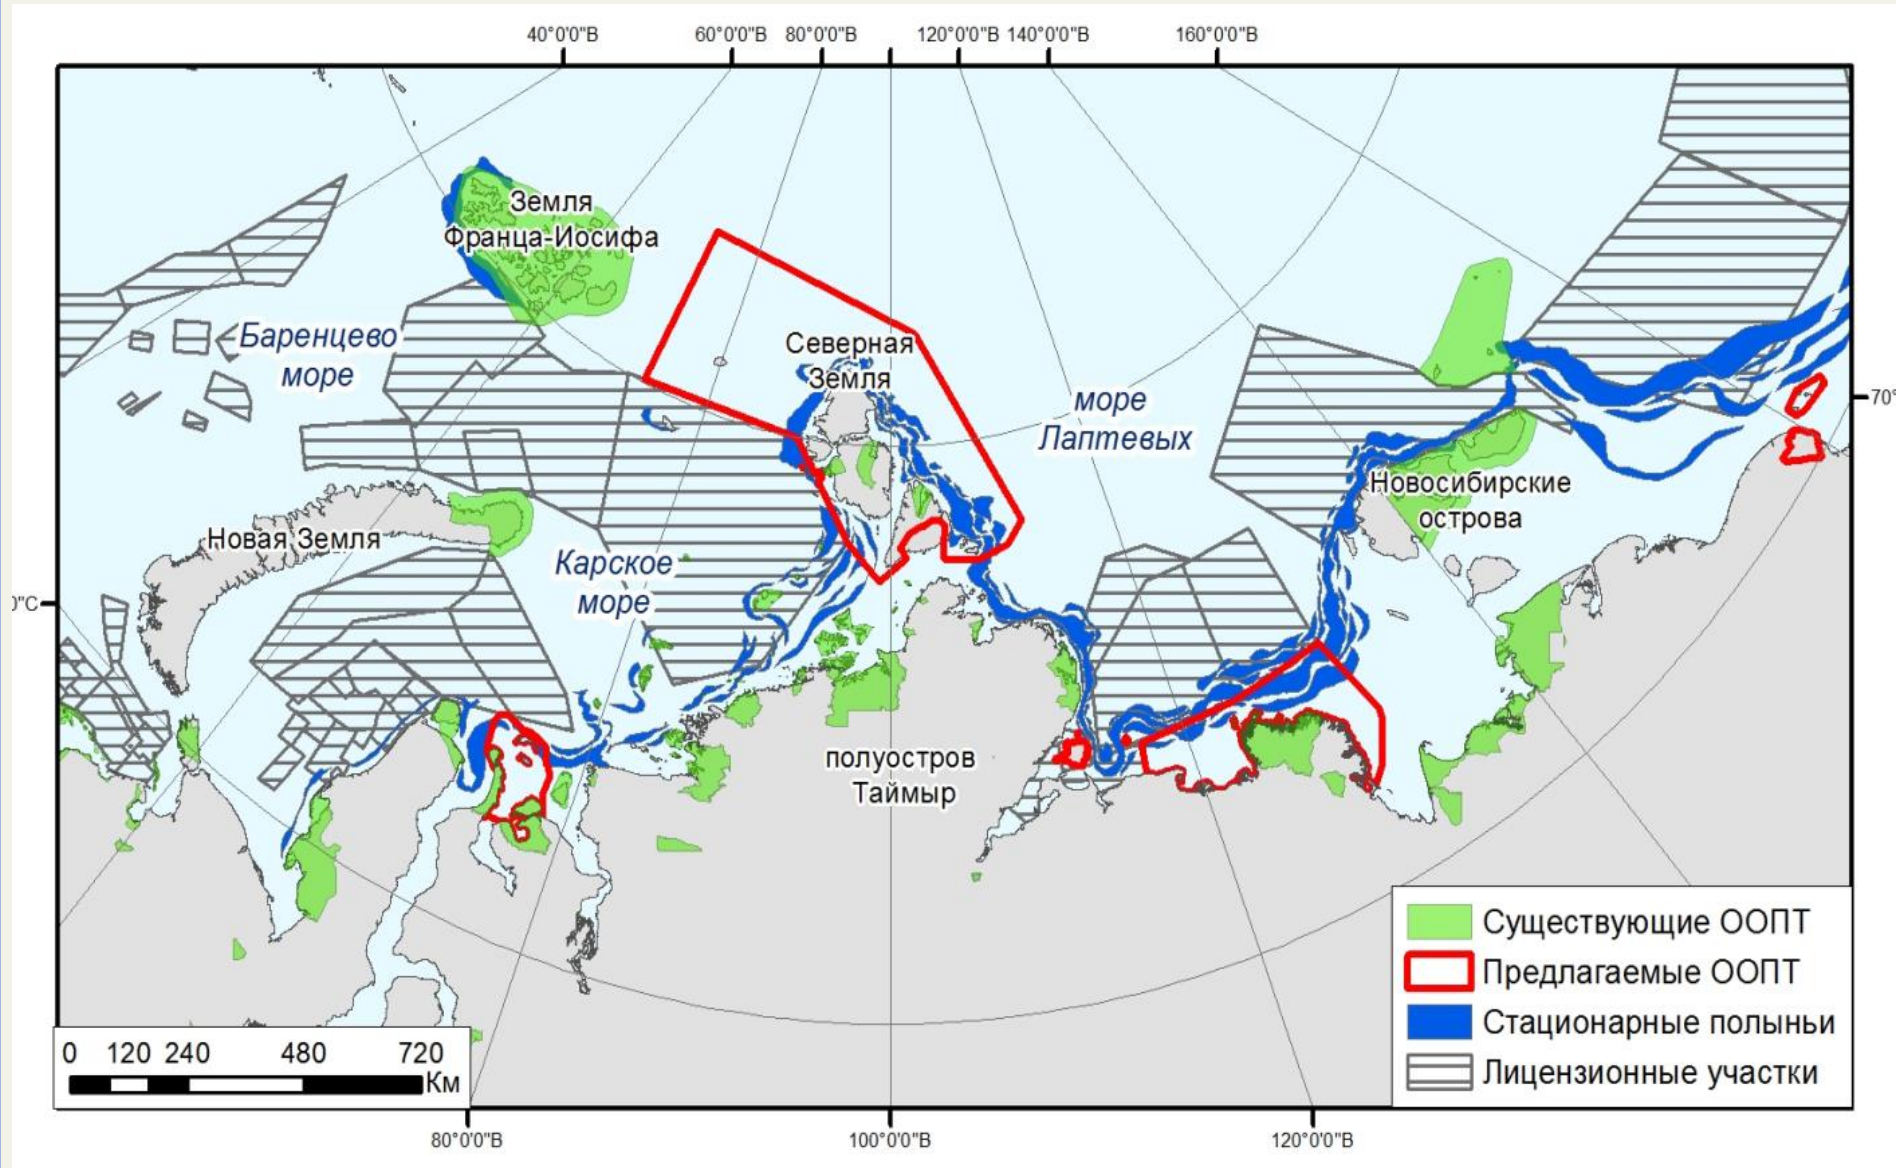 40°0'0"В
60°0'0"В
80°0'0"В
120°0'0"В
140°0'0"В
160°0'0"В
Земля
Франца-Иосифа
Баренцево
море
Северная
Земля
море
Лаптевых
70°
Новосибирские
острова
Новая Земля
Карское
море
0"С
полуостров
Таймыр
Существующие ООПТ
Предлагаемые ООПТ
Стационарные полыньи
Лицензионные участки
0 120 240 480 720
Км
80°0'0"В
100°0'0"В
120°0'0"В